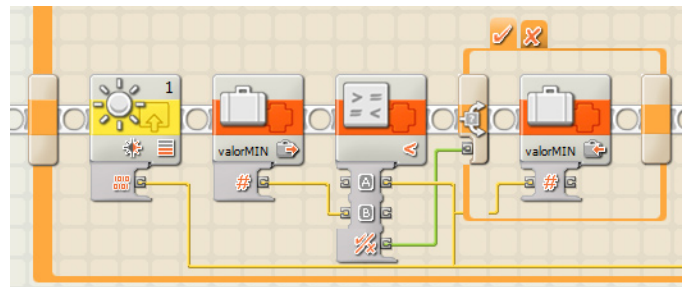 1
valorMIN
> =
= <
<
valorMIN
?
#
#
A
B